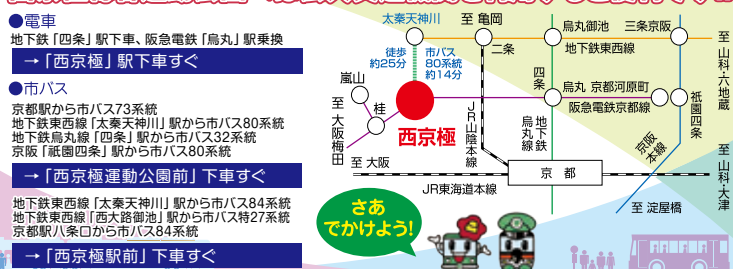 ●電車
地下鉄「四条」駅下車、阪急電鉄「烏丸」駅乗換
→「西京極」駅下車すぐ
●市バス
京都駅から市バス73系統
地下鉄東西線「太秦天神川」駅から市バス80系統
地下鉄烏丸線「四条」駅から市バス32系統
京阪「祇園四条」駅から市バス80系統
→「西京極運動公園前」下車すぐ
地下鉄東西線「太秦天神川」駅から市バス84系統
地下鉄東西線「西大路御池」駅から市バス特27系統
京都駅八条口から市バス84系統
→「西京極駅前」下車すぐ
太秦天神川
至 亀岡
烏丸御池
三条京阪
二条
地下鉄東西線
至 山科・六地蔵
徒歩
約25分
市バス
80系統
約14分
嵐山
桂
至 大阪梅田
西京極
四条
烏丸
京都河原町
阪急電鉄京都線
祇園四条
JR山陰本線
地下鉄
烏丸線
京阪
本線
至 大阪
京都
至 山科・大津
JR東海道本線
至 淀屋橋
さあ
でかけよう!